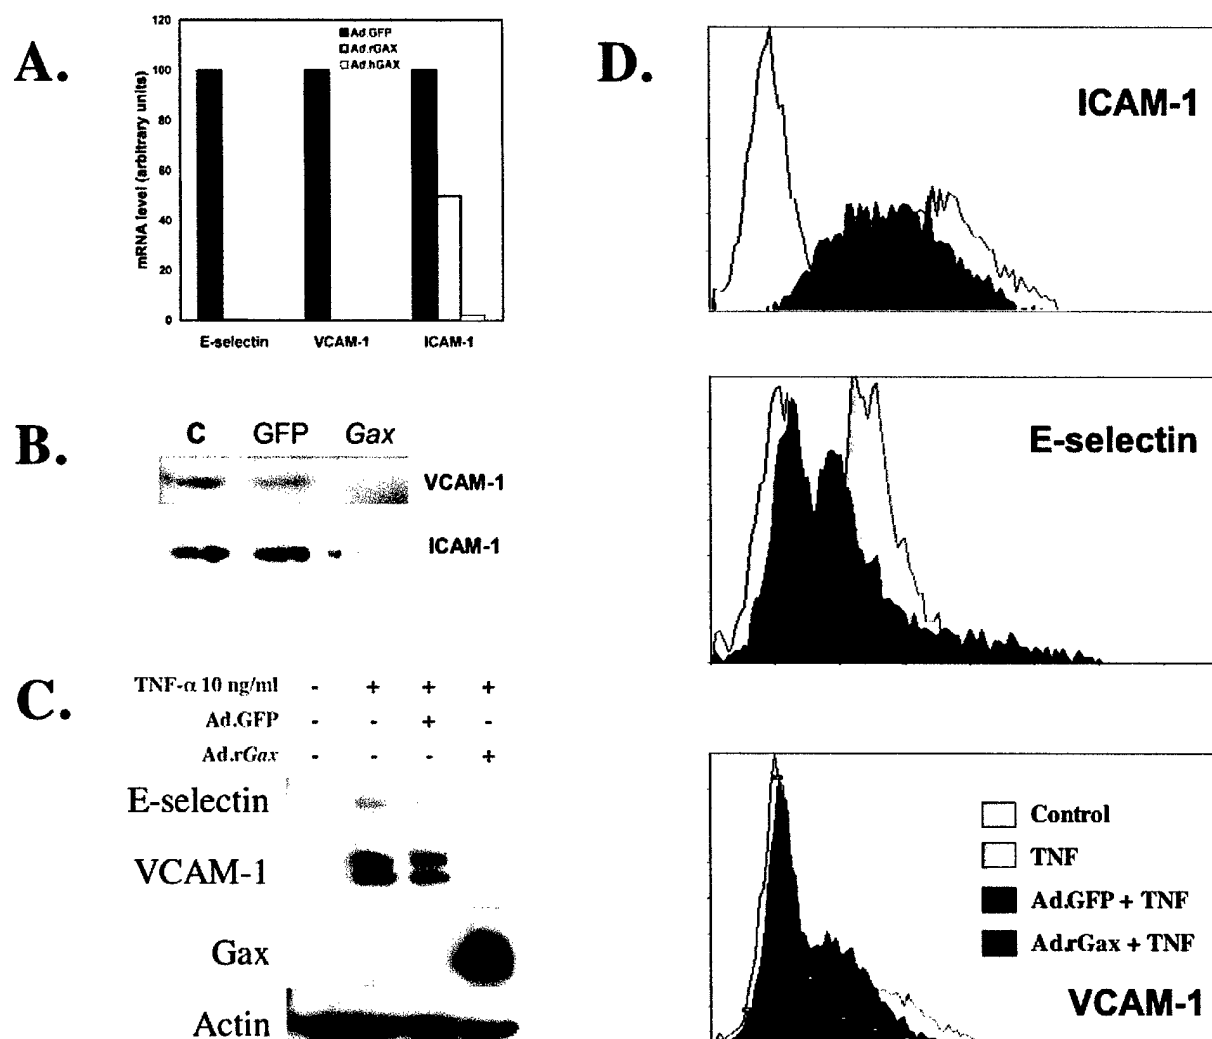 A.
120
100
80
60
40
20
0
mRNA level (arbitrary units)
Ad.GFP
Ad.rGAX
Ad.hGAX
E-selectin VCAM-1 ICAM-1
B.
C GFP Gax
VCAM-1
ICAM-1
C.
TNF-α 10 ng/ml - + + +
Ad.GFP - - + -
Ad.rGax - - - +
E-selectin
VCAM-1
Gax
Actin
D.
ICAM-1
E-selectin
Control
TNF
Ad.GFP + TNF
Ad.rGax + TNF
VCAM-1